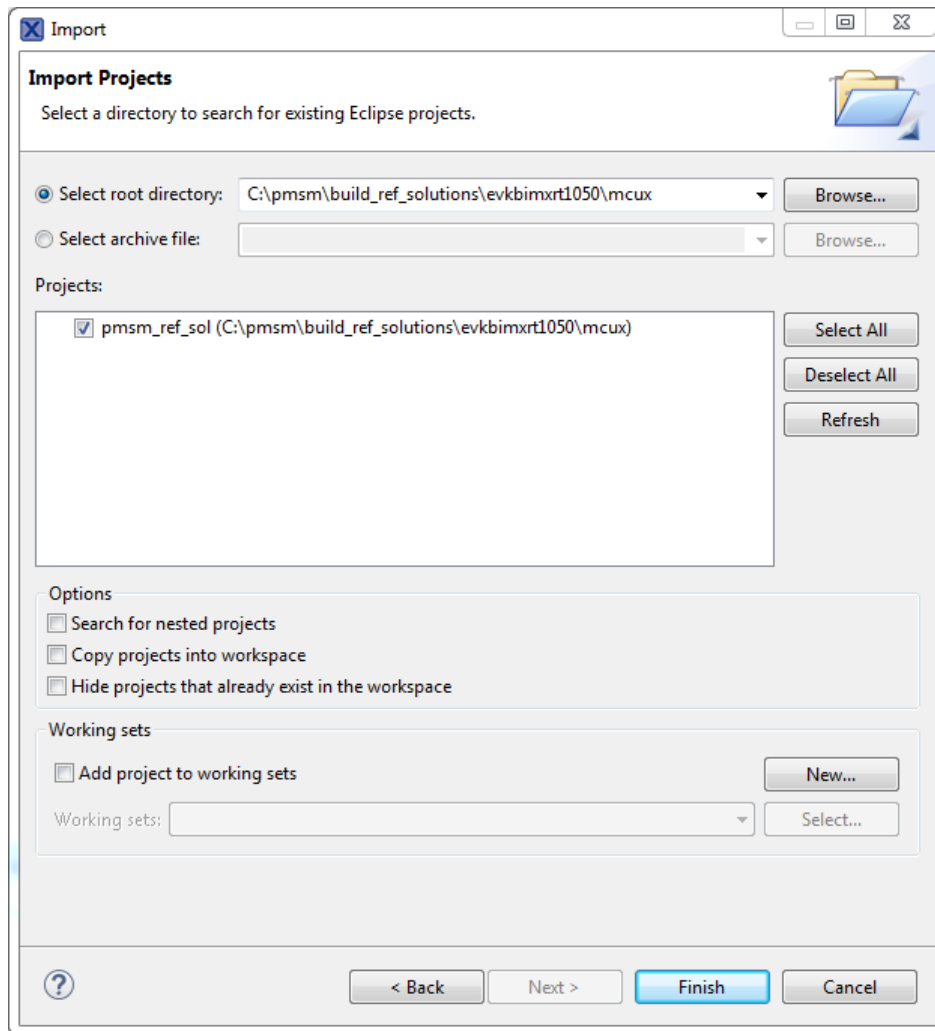 Import
Import Projects
Select a directory to search for existing Eclipse projects.
Select root directory: C:\pmsm\build_ref_solutions\evkbimxrt1050\mcux Browse...
Select archive file: Browse...
Projects:
pmsm_ref_sol (C:\pmsm\build_ref_solutions\evkbimxrt1050\mcux) Select All
Deselect All
Refresh
Options
Search for nested projects
Copy projects into workspace
Hide projects that already exist in the workspace
Working sets
Add project to working sets New...
Working sets: Select...
? < Back Next > Finish Cancel